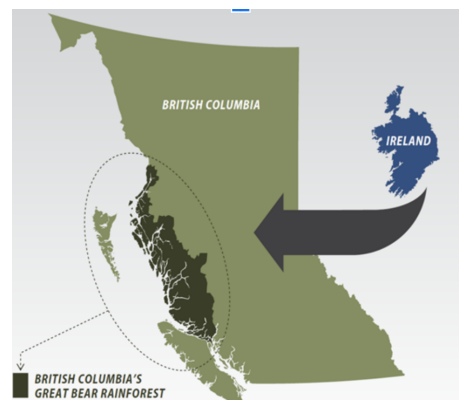 BRITISH COLUMBIA
IRELAND
BRITISH COLUMBIA'S
GREAT BEAR RAINFOREST